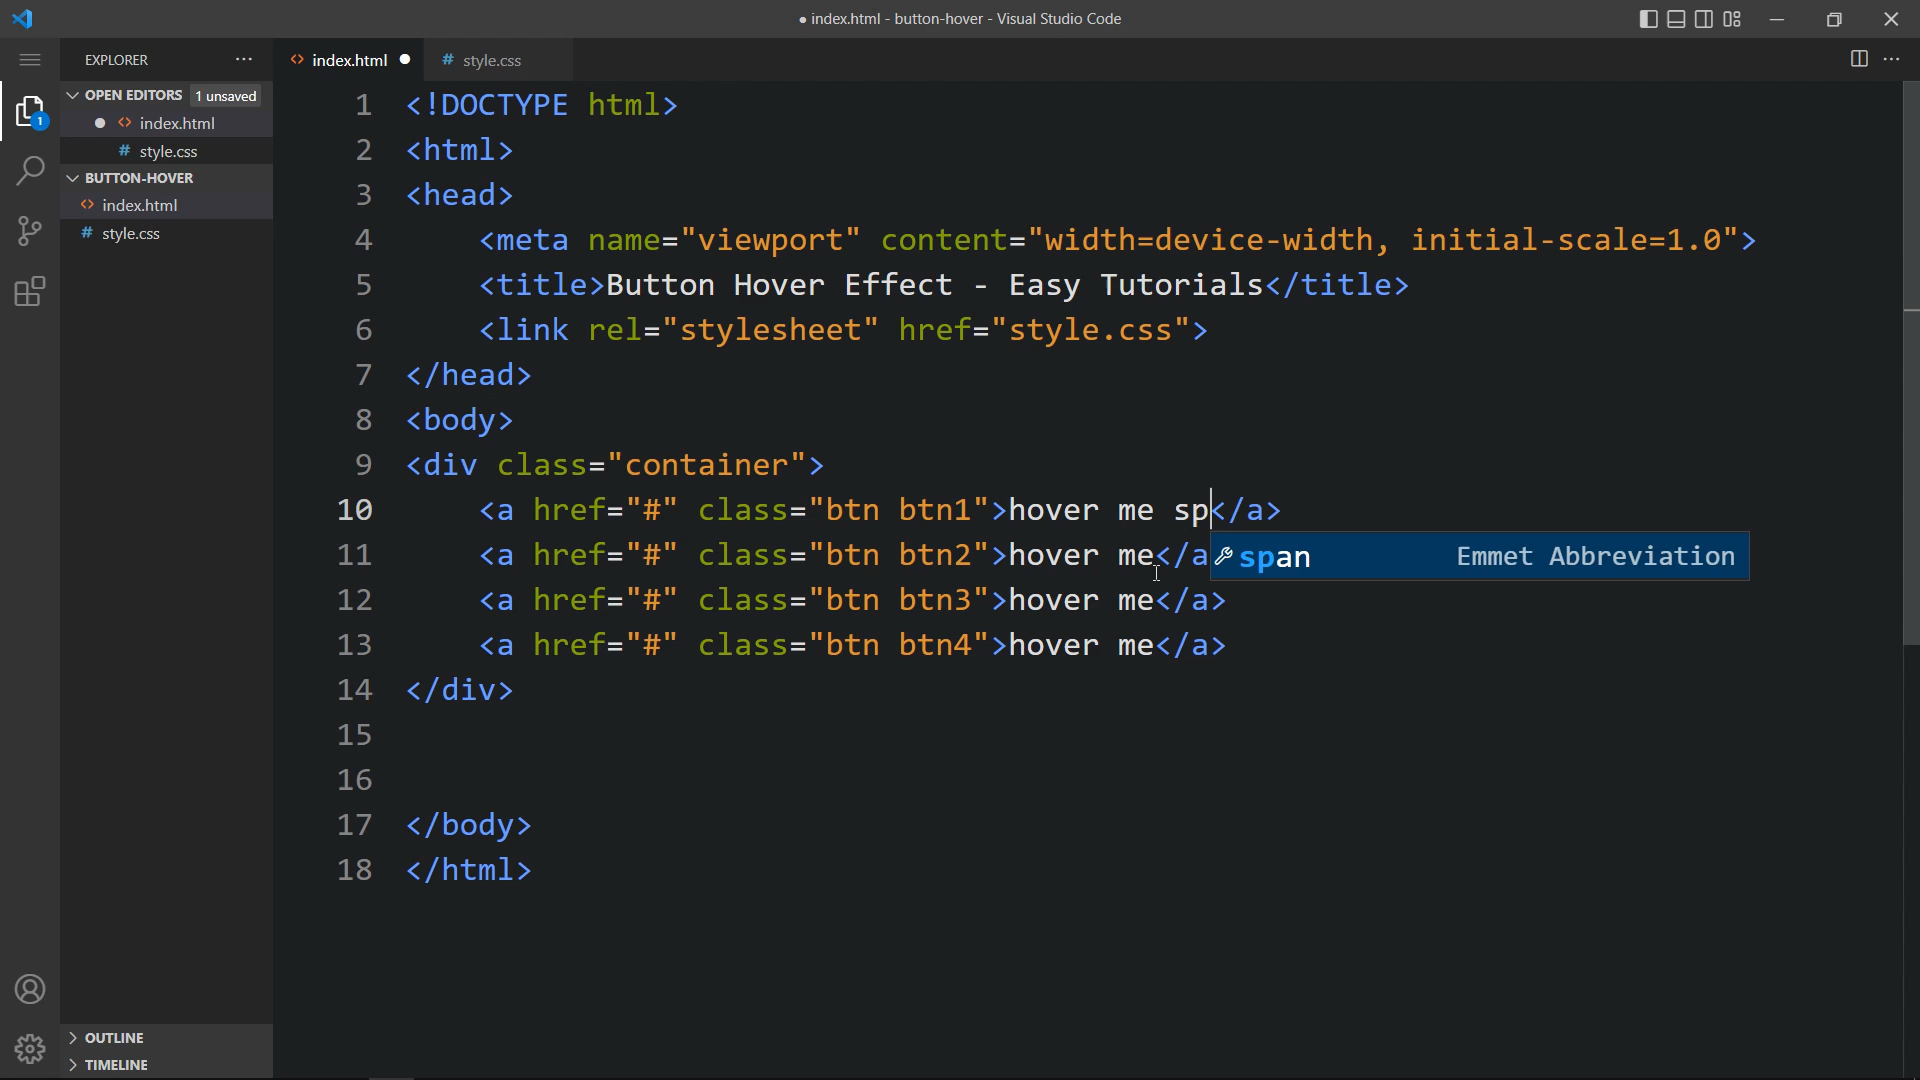 ● index.html - button-hover - Visual Studio Code
EXPLORER ···
OPEN EDITORS 1 unsaved
● <> index.html
# style.css
BUTTON-HOVER
<> index.html
# style.css
1
OUTLINE
TIMELINE
<> index.html ●
# style.css
1 <!DOCTYPE html>
2 <html>
3 <head>
4     <meta name="viewport" content="width=device-width, initial-scale=1.0">
5     <title>Button Hover Effect - Easy Tutorials</title>
6     <link rel="stylesheet" href="style.css">
7 </head>
8 <body>
9 <div class="container">
10     <a href="#" class="btn btn1">hover me sp</a>
11     <a href="#" class="btn btn2">hover me</a
span Emmet Abbreviation
12     <a href="#" class="btn btn3">hover me</a>
13     <a href="#" class="btn btn4">hover me</a>
14 </div>
15
16
17 </body>
18 </html>